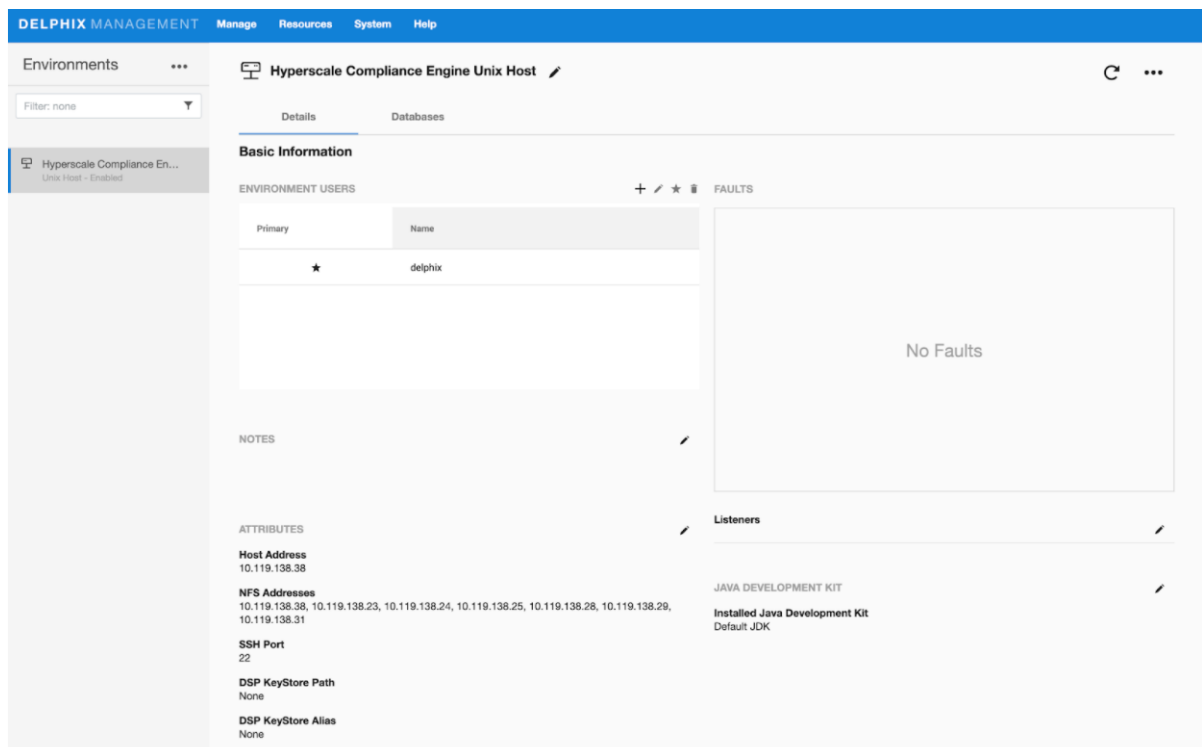 DELPHIX MANAGEMENT Manage Resources System Help
Environments
Filter: none
Hyperscale Compliance En...
Unix Host - Enabled
Hyperscale Compliance Engine Unix Host
Details Databases
Basic Information
ENVIRONMENT USERS
Primary Name
delphix
NOTES
ATTRIBUTES
Host Address
10.119.138.38
NFS Addresses
10.119.138.38, 10.119.138.23, 10.119.138.24, 10.119.138.25, 10.119.138.28, 10.119.138.29,
10.119.138.31
SSH Port
22
DSP KeyStore Path
None
DSP KeyStore Alias
None
FAULTS
No Faults
Listeners
JAVA DEVELOPMENT KIT
Installed Java Development Kit
Default JDK